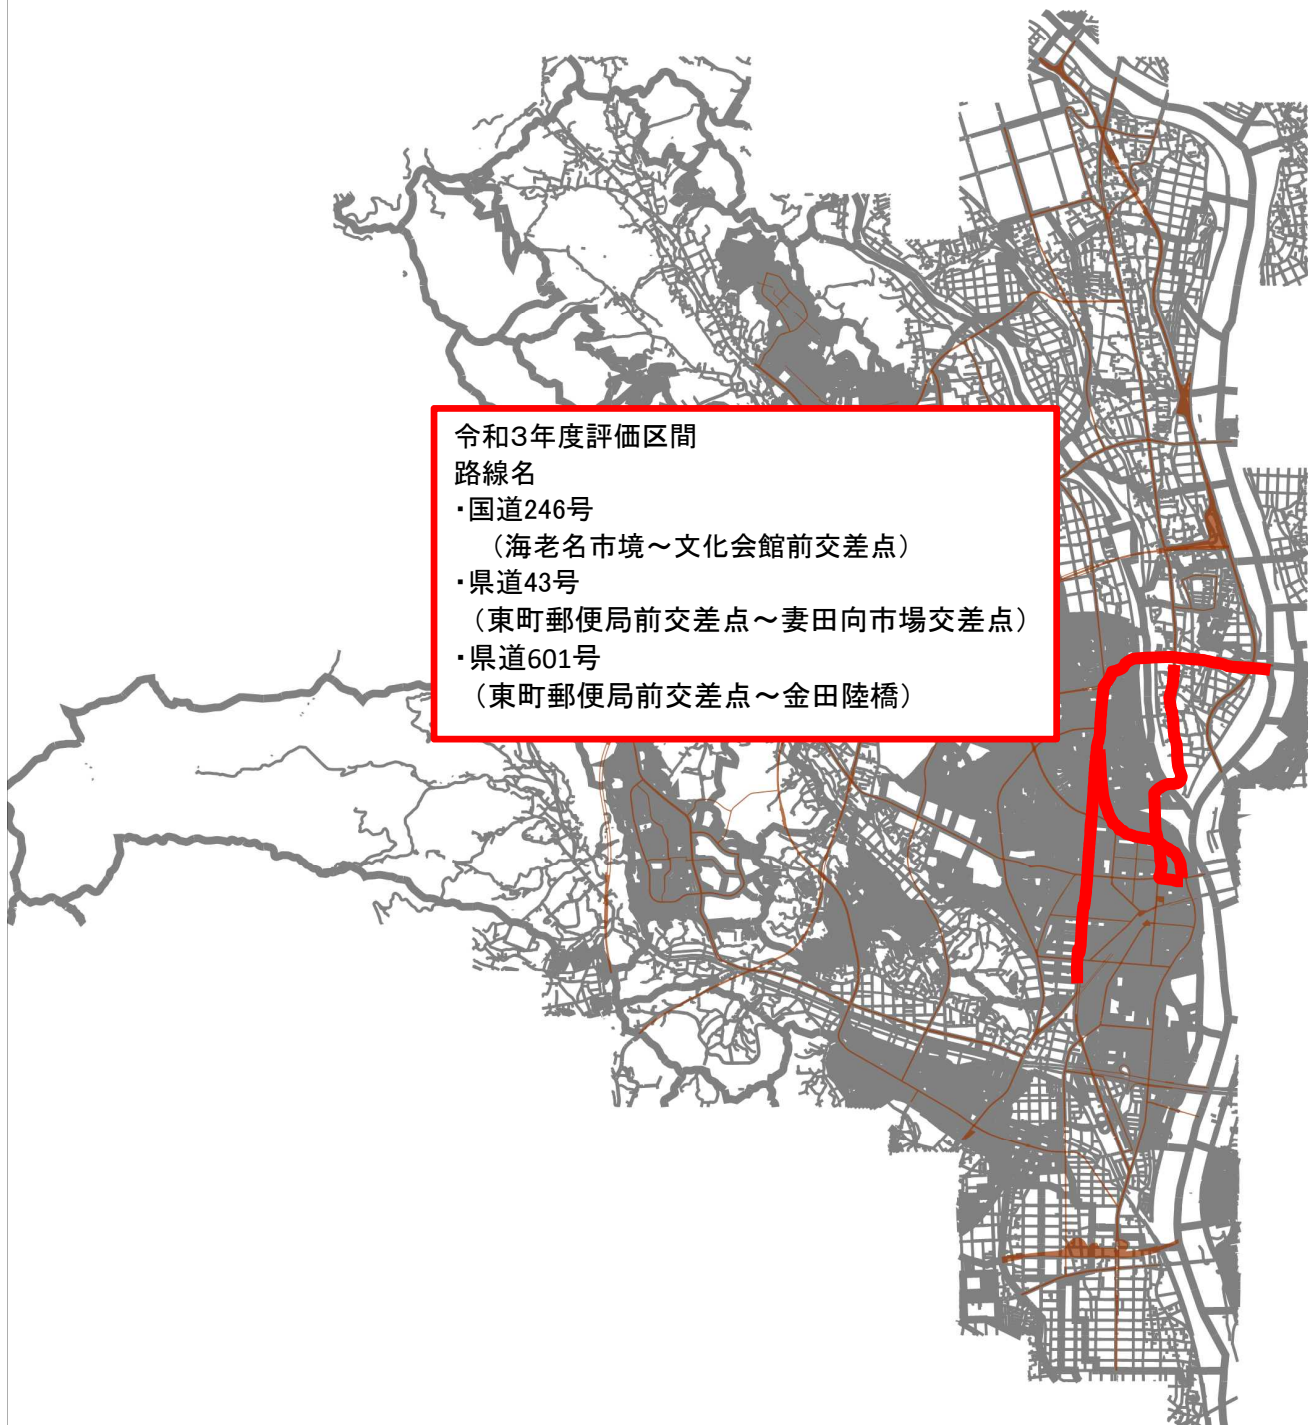 令和3年度評価区間
路線名
・国道246号
（海老名市境～文化会館前交差点）
・県道43号
（東町郵便局前交差点～妻田向市場交差点）
・県道601号
（東町郵便局前交差点～金田陸橋）